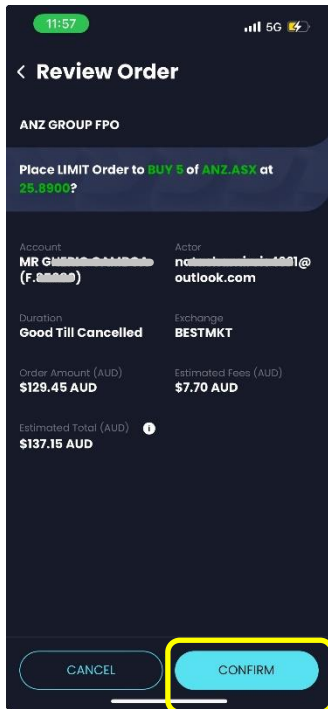 11:57
5G
Review Order
ANZ GROUP FPO
Place LIMIT Order to BUY 5 of ANZ.ASX at
25.8900?
Account
Actor
MR
1@
(F.
outlook.com
Duration
Exchange
Good Till Cancelled
BESTMKT
Order Amount (AUD)
Estimated Fees (AUD)
$129.45 AUD
$7.70 AUD
Estimated Total (AUD) i
$137.15 AUD
CANCEL
CONFIRM